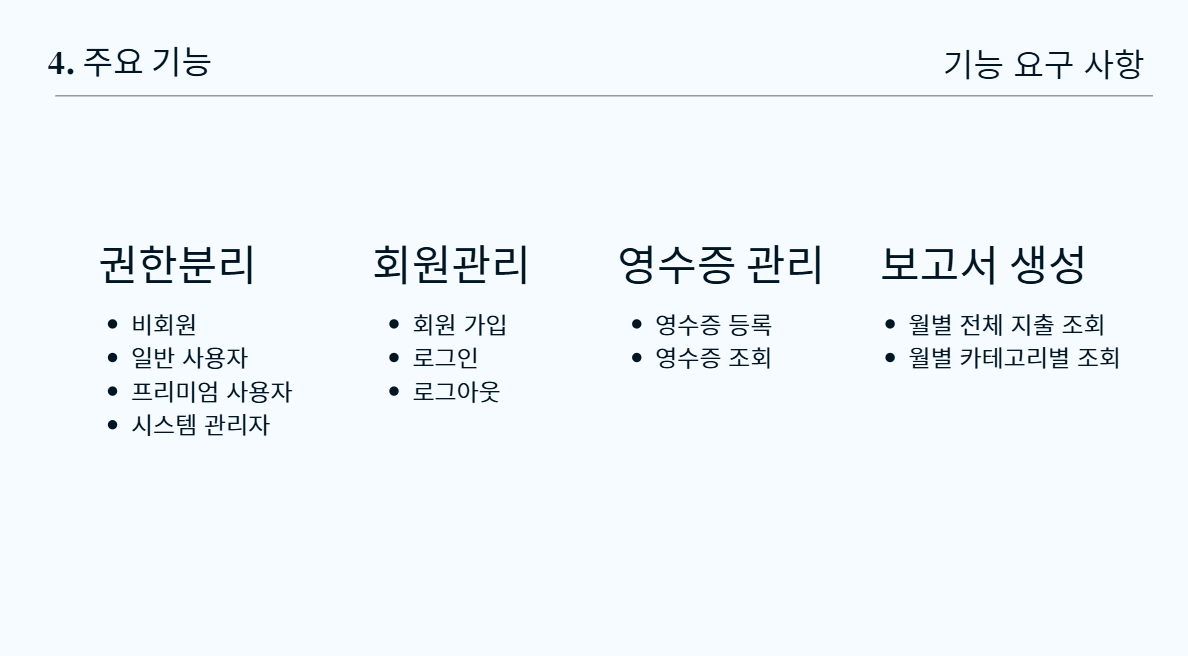 4. 주요 기능
기능 요구 사항
권한분리
• 비회원
• 일반 사용자
• 프리미엄 사용자
• 시스템 관리자
회원관리
• 회원 가입
• 로그인
• 로그아웃
영수증 관리
• 영수증 등록
• 영수증 조회
보고서 생성
• 월별 전체 지출 조회
• 월별 카테고리별 조회